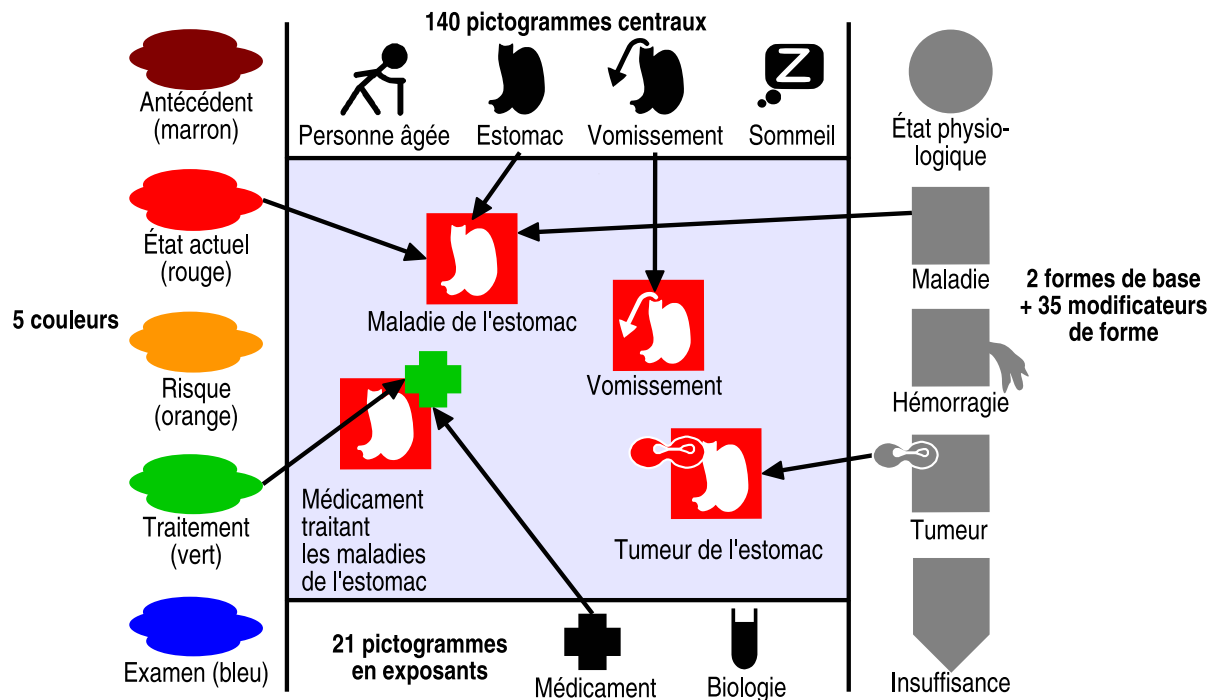 140 pictogrammes centraux
Personne âgée
Estomac
Vomissement
Sommeil
5 couleurs
Antécédent
(marron)
État actuel
(rouge)
Risque
(orange)
Traitement
(vert)
Examen (bleu)
Maladie de l'estomac
Vomissement
Médicament
traitant
les maladies
de l'estomac
Tumeur de l'estomac
État physio-
logique
Maladie
Hémorragie
Tumeur
Insuffisance
2 formes de base
+ 35 modificateurs
de forme
21 pictogrammes
en exposants
Médicament
Biologie